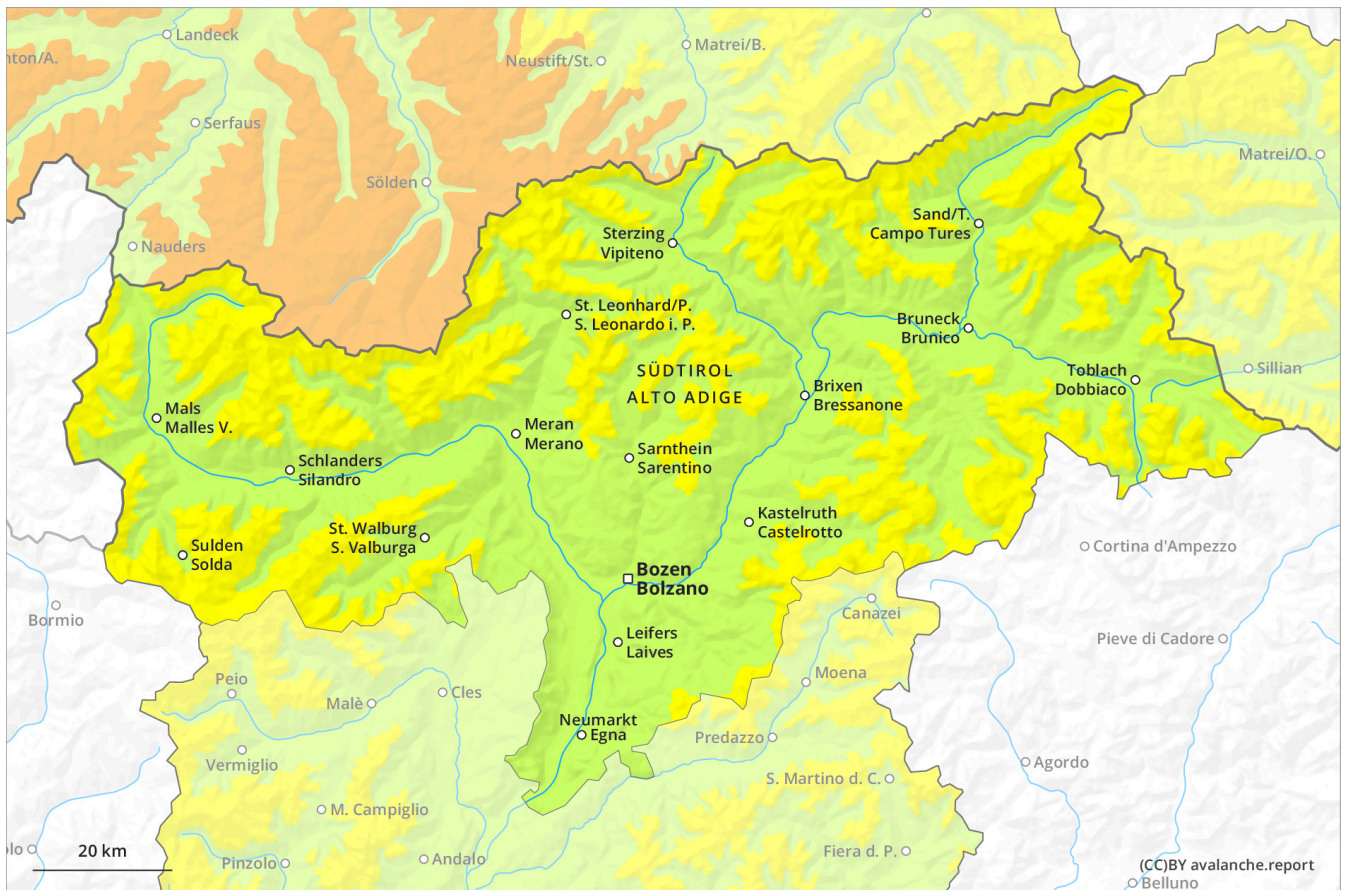 Landeck
nton/A.
Matrei/B.
Neustift/St.
Serfaus
Matrei/O.
Sölden
Sand/T.
Campo Tures
Sterzing
Vipiteno
Nauders
St. Leonhard/P.
S. Leonardo i. P.
Bruneck
Brunico
SÜDTIROL
ALTO ADIGE
Toblach
Dobbiaco
Sillian
Brixen
Bressanone
Mals
Malles V.
Meran
Merano
Sarnthein
Sarentino
Schlanders
Silandro
Kastelruth
Castelrotto
St. Walburg
S. Valburga
Sulden
Solda
Cortina d'Ampezzo
Bozen
Bolzano
Bormio
Canazei
Leifers
Laives
Pieve di Cadore
Peio
Moena
Malè
Cles
Neumarkt
Egna
Predazzo
Vermiglio
Agordo
S. Martino d. C.
M. Campiglio
olo
20 km
Pinzolo
Andalo
Fiera d. P.
(CC)BY avalanche.report
Belluno